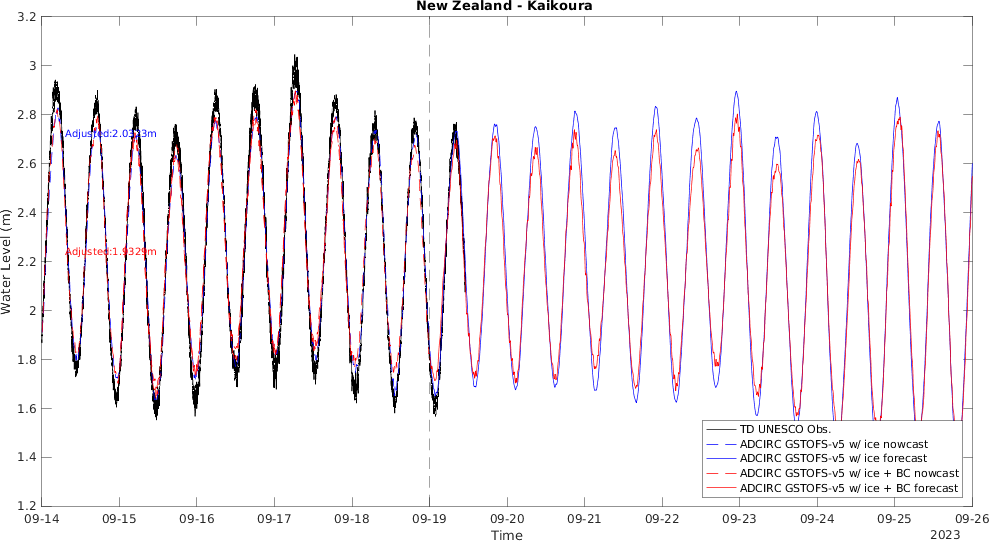 New Zealand - Kaikoura
3.2
3
2.8
2.6
2.4
2.2
2
1.8
1.6
1.4
1.2
Water Level (m)
Adjusted:2.0323m
Adjusted:1.9329m
TD UNESCO Obs.
ADCIRC GSTOFS-v5 w/ ice nowcast
ADCIRC GSTOFS-v5 w/ ice forecast
ADCIRC GSTOFS-v5 w/ ice + BC nowcast
ADCIRC GSTOFS-v5 w/ ice + BC forecast
09-14 09-15 09-16 09-17 09-18 09-19 09-20 09-21 09-22 09-23 09-24 09-25 09-26
Time
2023